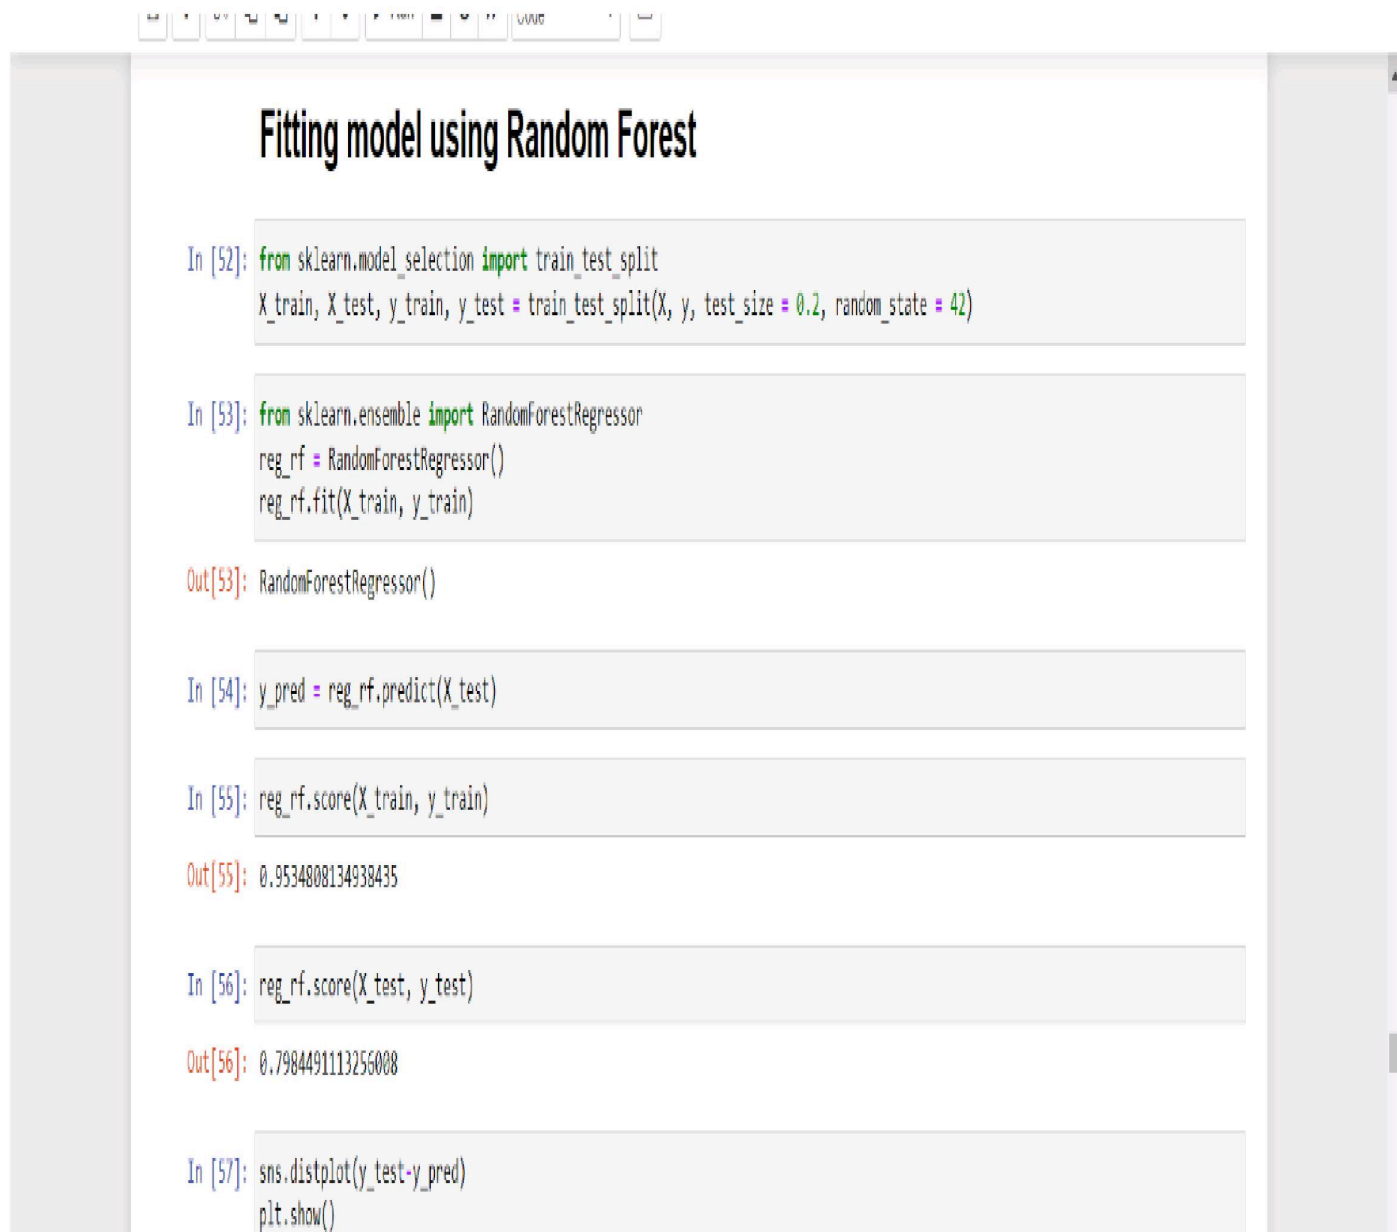 Code
Fitting model using Random Forest
In [52]: from sklearn.model_selection import train_test_split
X_train, X_test, y_train, y_test = train_test_split(X, y, test_size = 0.2, random_state = 42)
In [53]: from sklearn.ensemble import RandomForestRegressor
reg_rf = RandomForestRegressor()
reg_rf.fit(X_train, y_train)
Out[53]: RandomForestRegressor()
In [54]: y_pred = reg_rf.predict(X_test)
In [55]: reg_rf.score(X_train, y_train)
Out[55]: 0.9534808134938435
In [56]: reg_rf.score(X_test, y_test)
Out[56]: 0.7984491113256008
In [57]: sns.distplot(y_test-y_pred)
plt.show()